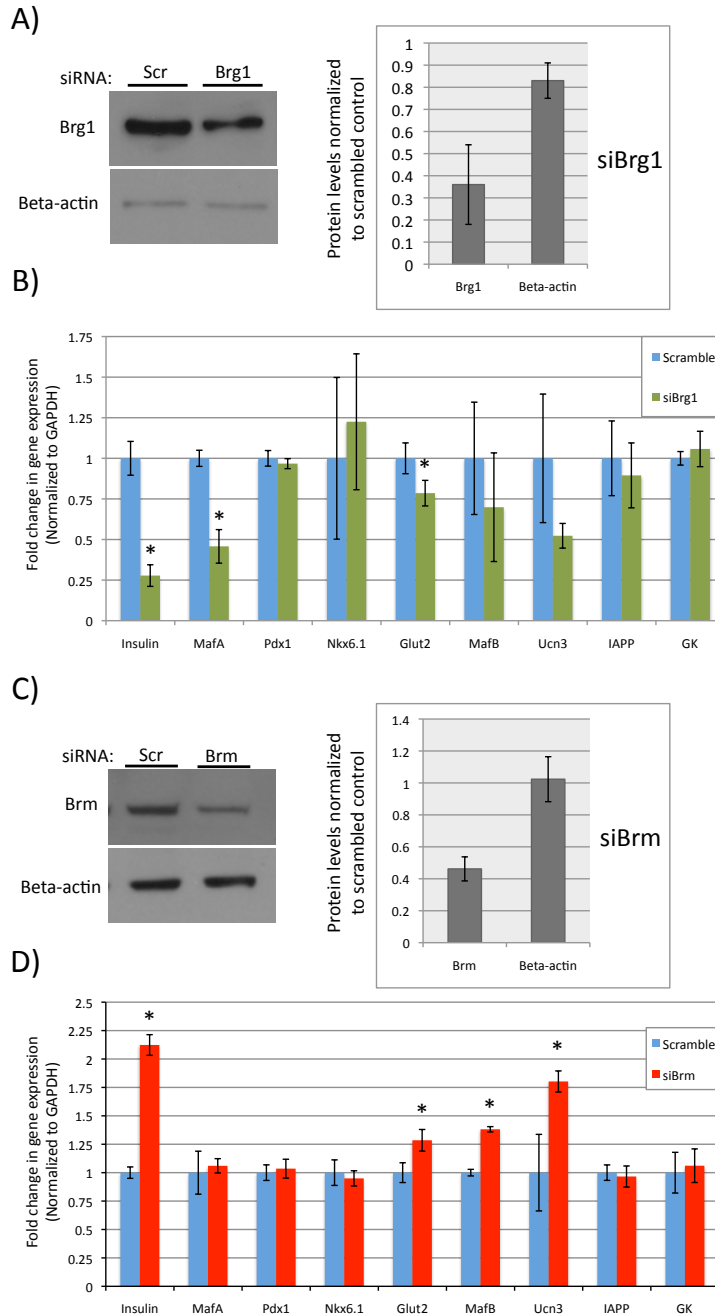 A)
siRNA: Scr Brg1
Brg1
Beta-actin
Protein levels normalized
to scrambled control
1
0.9
0.8
0.7
0.6
0.5
0.4
0.3
0.2
0.1
0
Brg1 Beta-actin
siBrg1
B)
Fold change in gene expression
(Normalized to GAPDH)
1.75
1.5
1.25
1
0.75
0.5
0.25
0
Scramble
siBrg1
* * *
Insulin MafA Pdx1 Nkx6.1 Glut2 MafB Ucn3 IAPP GK
C)
siRNA: Scr Brm
Brm
Beta-actin
Protein levels normalized
to scrambled control
1.4
1.2
1
0.8
0.6
0.4
0.2
0
Brm Beta-actin
siBrm
D)
Fold change in gene expression
(Normalized to GAPDH)
2.5
2.25
2
1.75
1.5
1.25
1
0.75
0.5
0.25
0
Scramble
siBrm
* * * *
Insulin MafA Pdx1 Nkx6.1 Glut2 MafB Ucn3 IAPP GK